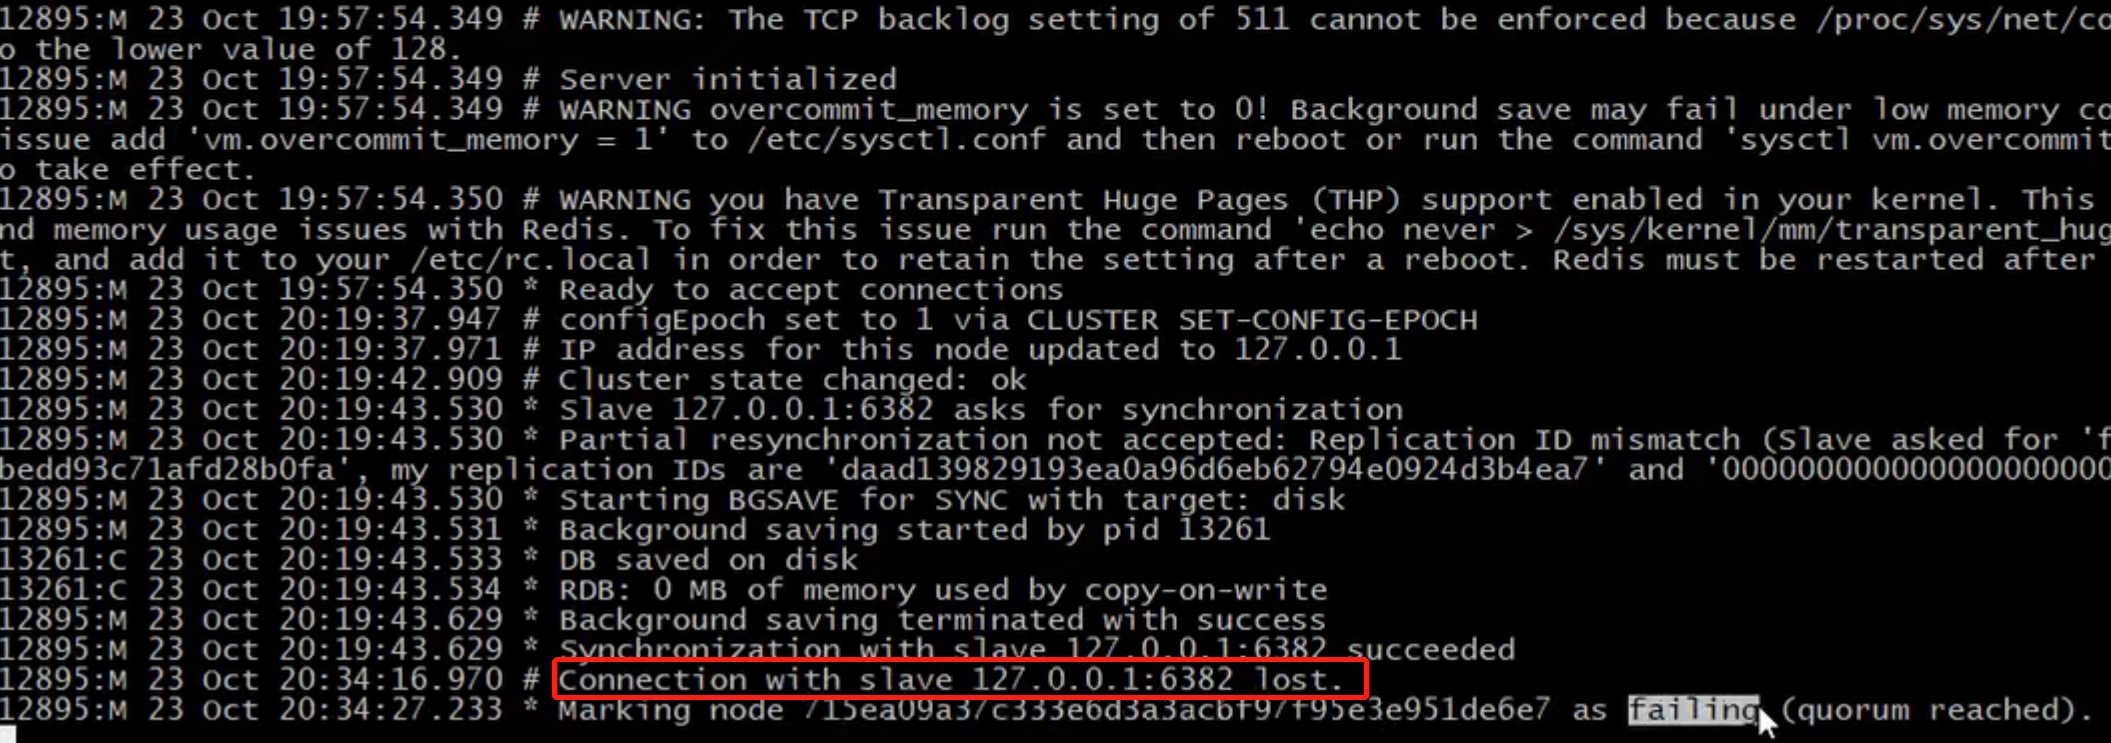 12895:M 23 Oct 19:57:54.349 # WARNING: The TCP backlog setting of 511 cannot be enforced because /proc/sys/net/co
o the lower value of 128.
12895:M 23 Oct 19:57:54.349 # Server initialized
12895:M 23 Oct 19:57:54.349 # WARNING overcommit_memory is set to 0! Background save may fail under low memory co
issue add 'vm.overcommit_memory = 1' to /etc/sysctl.conf and then reboot or run the command 'sysctl vm.overcommit
o take effect.
12895:M 23 Oct 19:57:54.350 # WARNING you have Transparent Huge Pages (THP) support enabled in your kernel. This
nd memory usage issues with Redis. To fix this issue run the command 'echo never > /sys/kernel/mm/transparent_hug
t, and add it to your /etc/rc.local in order to retain the setting after a reboot. Redis must be restarted after
12895:M 23 Oct 19:57:54.350 * Ready to accept connections
12895:M 23 Oct 20:19:37.947 # configEpoch set to 1 via CLUSTER SET-CONFIG-EPOCH
12895:M 23 Oct 20:19:37.971 # IP address for this node updated to 127.0.0.1
12895:M 23 Oct 20:19:42.909 # Cluster state changed: ok
12895:M 23 Oct 20:19:43.530 * Slave 127.0.0.1:6382 asks for synchronization
12895:M 23 Oct 20:19:43.530 * Partial resynchronization not accepted: Replication ID mismatch (Slave asked for 'f
bedd93c71afd28b0fa', my replication IDs are 'daad139829193ea0a96d6eb62794e0924d3b4ea7' and '000000000000000000000
12895:M 23 Oct 20:19:43.530 * Starting BGSAVE for SYNC with target: disk
12895:M 23 Oct 20:19:43.531 * Background saving started by pid 13261
13261:C 23 Oct 20:19:43.533 * DB saved on disk
13261:C 23 Oct 20:19:43.534 * RDB: 0 MB of memory used by copy-on-write
12895:M 23 Oct 20:19:43.629 * Background saving terminated with success
12895:M 23 Oct 20:19:43.629 * Synchronization with slave 127.0.0.1:6382 succeeded
12895:M 23 Oct 20:34:16.970 # Connection with slave 127.0.0.1:6382 lost.
12895:M 23 Oct 20:34:27.233 * Marking node 715ea09a37c333e6d3a3acbf97f95e3e951de6e7 as failing (quorum reached).